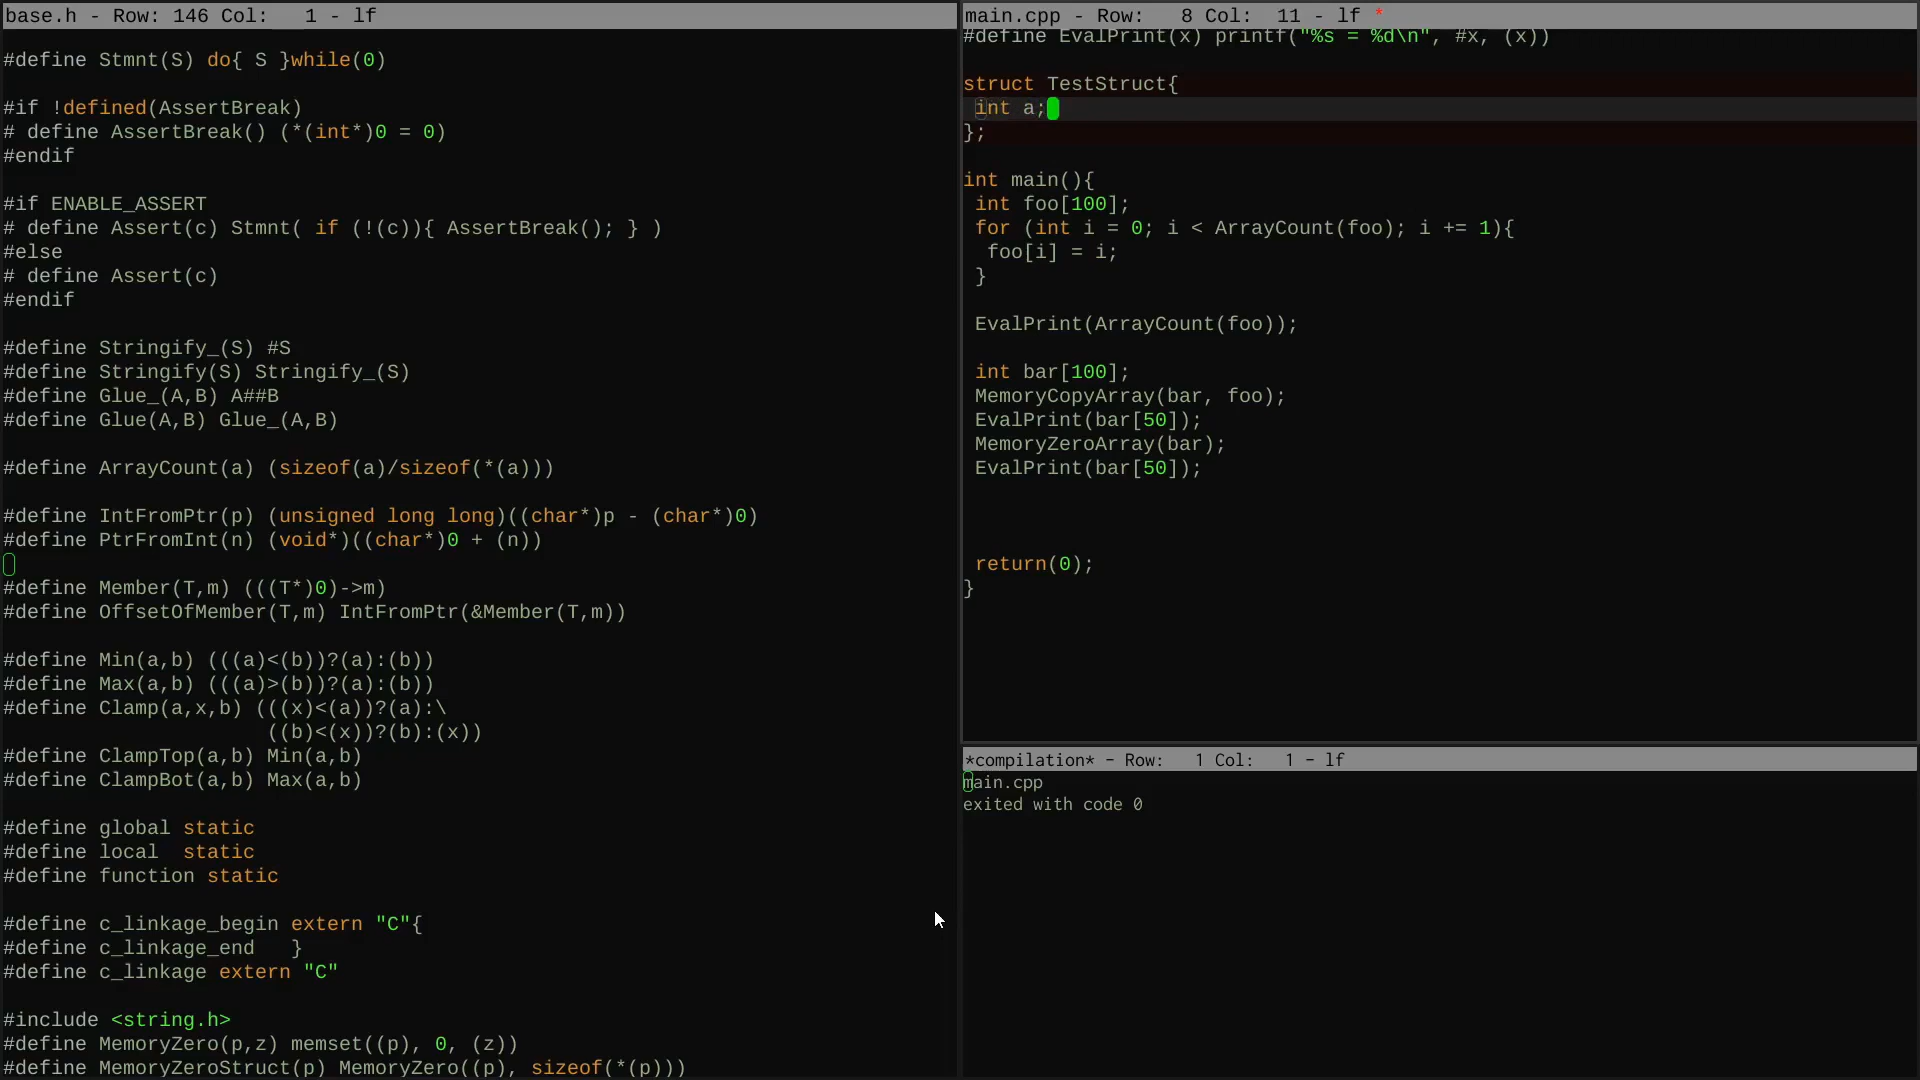 base.h - Row: 146 Col:   1 - lf
#define Stmnt(S) do{ S }while(0)
#if !defined(AssertBreak)
# define AssertBreak() (*(int*)0 = 0)
#endif
#if ENABLE_ASSERT
# define Assert(c) Stmnt( if (!(c)){ AssertBreak(); } )
#else
# define Assert(c)
#endif
#define Stringify_(S) #S
#define Stringify(S) Stringify_(S)
#define Glue_(A,B) A##B
#define Glue(A,B) Glue_(A,B)
#define ArrayCount(a) (sizeof(a)/sizeof(*(a)))
#define IntFromPtr(p) (unsigned long long)((char*)p - (char*)0)
#define PtrFromInt(n) (void*)((char*)0 + (n))
#define Member(T,m) (((T*)0)->m)
#define OffsetOfMember(T,m) IntFromPtr(&Member(T,m))
#define Min(a,b) (((a)<(b))?(a):(b))
#define Max(a,b) (((a)>(b))?(a):(b))
#define Clamp(a,x,b) (((x)<(a))?(a):\
((b)<(x))?(b):(x))
#define ClampTop(a,b) Min(a,b)
#define ClampBot(a,b) Max(a,b)
#define global static
#define local  static
#define function static
#define c_linkage_begin extern "C"{
#define c_linkage_end   }
#define c_linkage extern "C"
#include <string.h>
#define MemoryZero(p,z) memset((p), 0, (z))
#define MemoryZeroStruct(p) MemoryZero((p), sizeof(*(p)))
main.cpp - Row:   8 Col:  11 - lf *
#define EvalPrint(x) printf("%s = %d\n", #x, (x))
struct TestStruct{
int a;
};
int main(){
int foo[100];
for (int i = 0; i < ArrayCount(foo); i += 1){
foo[i] = i;
}
EvalPrint(ArrayCount(foo));
int bar[100];
MemoryCopyArray(bar, foo);
EvalPrint(bar[50]);
MemoryZeroArray(bar);
EvalPrint(bar[50]);
return(0);
}
*compilation* - Row:   1 Col:   1 - lf
main.cpp
exited with code 0